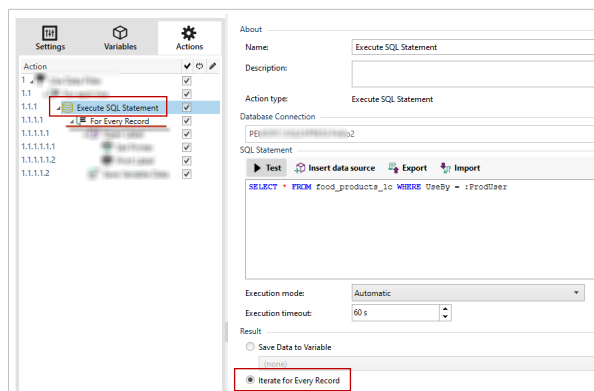 Settings
Variables
Actions
Action
1
1.1
1.1.1 Execute SQL Statement
1.1.1.1 For Every Record
1.1.1.1.1
1.1.1.1.1.1
1.1.1.1.1.2
1.1.1.1.2
About
Name: Execute SQL Statement
Description:
Action type: Execute SQL Statement
Database Connection
SQL Statement
Test Insert data source Export Import
SELECT * FROM food_products_1c WHERE UseBy = :ProdUser
Execution mode: Automatic
Execution timeout: 60 s
Result
Save Data to Variable
(none)
Iterate for Every Record